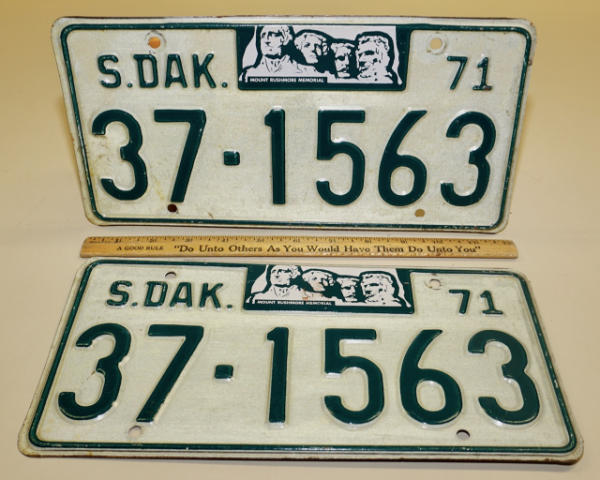 S.DAK.
MOUNT RUSHMORE MEMORIAL
71
37·1563
A GOOD RULE "Do Unto Others As You Would Have Them Do Unto You"
S.DAK.
MOUNT RUSHMORE MEMORIAL
71
37·1563